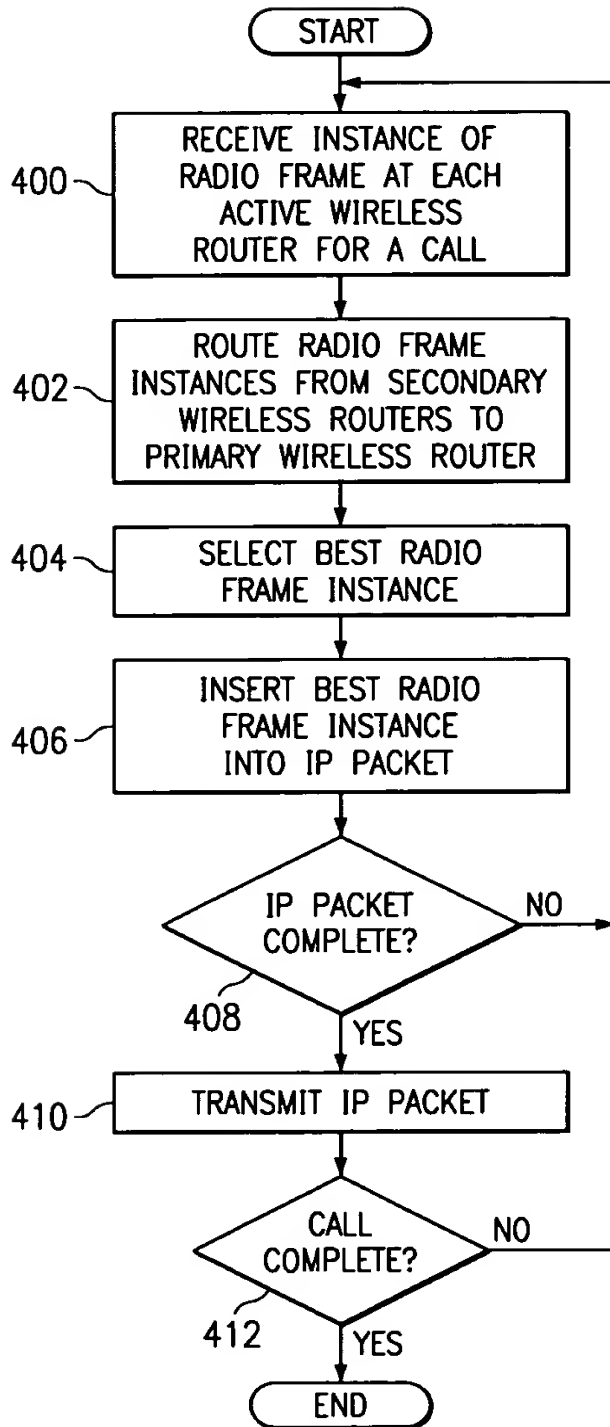 START
400
RECEIVE INSTANCE OF
RADIO FRAME AT EACH
ACTIVE WIRELESS
ROUTER FOR A CALL
402
ROUTE RADIO FRAME
INSTANCES FROM SECONDARY
WIRELESS ROUTERS TO
PRIMARY WIRELESS ROUTER
404
SELECT BEST RADIO
FRAME INSTANCE
406
INSERT BEST RADIO
FRAME INSTANCE
INTO IP PACKET
IP PACKET
COMPLETE?
NO
408
YES
410
TRANSMIT IP PACKET
CALL
COMPLETE?
NO
412
YES
END